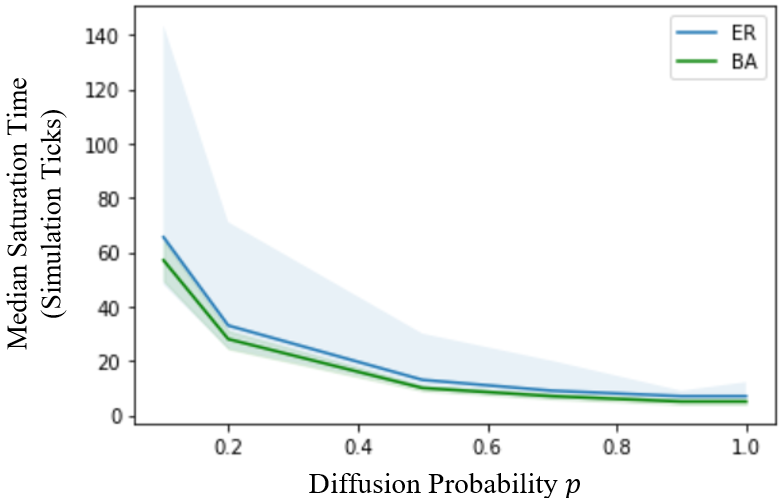 140
120
100
80
60
40
20
0
Median Saturation Time
(Simulation Ticks)
ER
BA
0.2 0.4 0.6 0.8 1.0
Diffusion Probability p